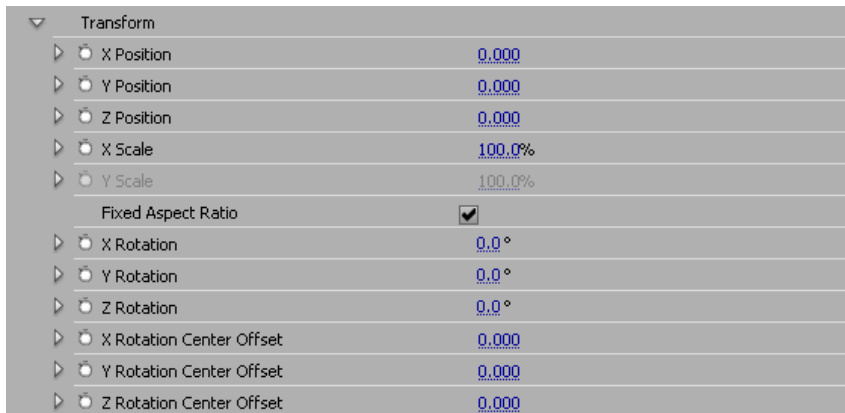 Transform
X Position 0.000
Y Position 0.000
Z Position 0.000
X Scale 100.0%
Y Scale 100.0%
Fixed Aspect Ratio
X Rotation 0.0°
Y Rotation 0.0°
Z Rotation 0.0°
X Rotation Center Offset 0.000
Y Rotation Center Offset 0.000
Z Rotation Center Offset 0.000